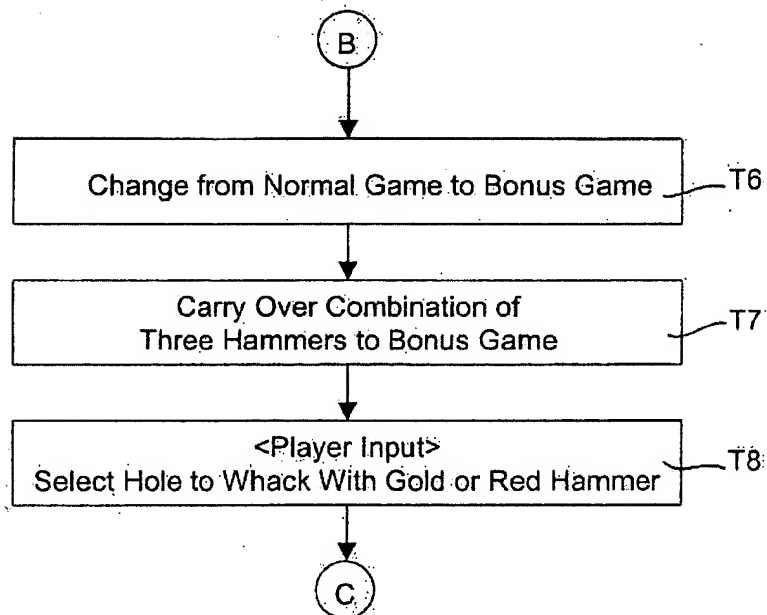 B
Change from Normal Game to Bonus Game
T6
Carry Over Combination of
Three Hammers to Bonus Game
T7
<Player Input>
Select Hole to Whack With Gold or Red Hammer
T8
C